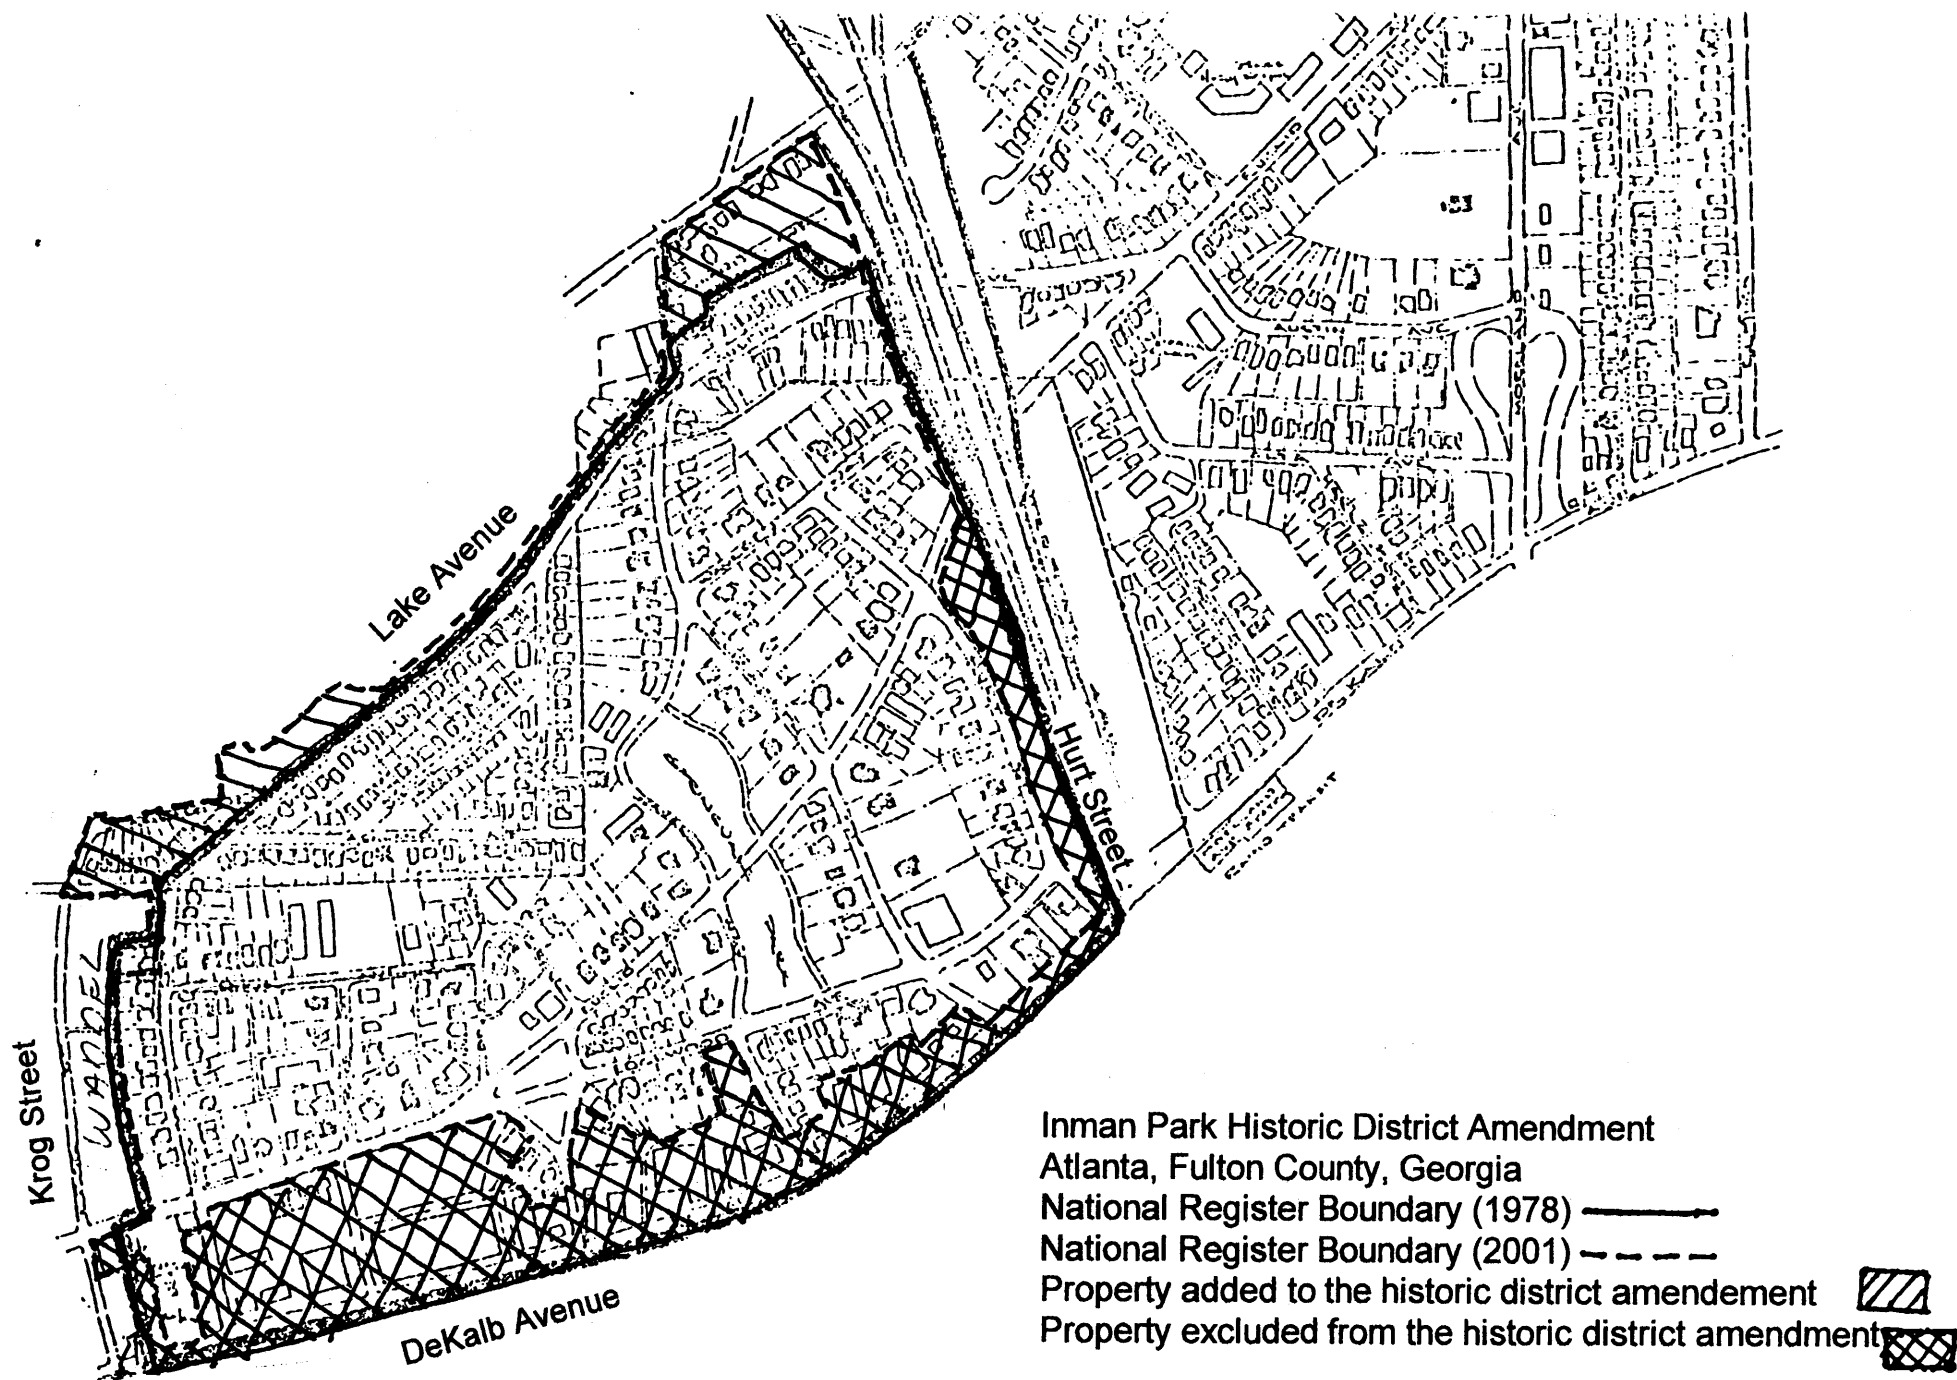 Lake Avenue
Hurt Street
WADDEL
Krog Street
DeKalb Avenue
Inman Park Historic District Amendment
Atlanta, Fulton County, Georgia
National Register Boundary (1978)
National Register Boundary (2001)
Property added to the historic district amendement
Property excluded from the historic district amendment